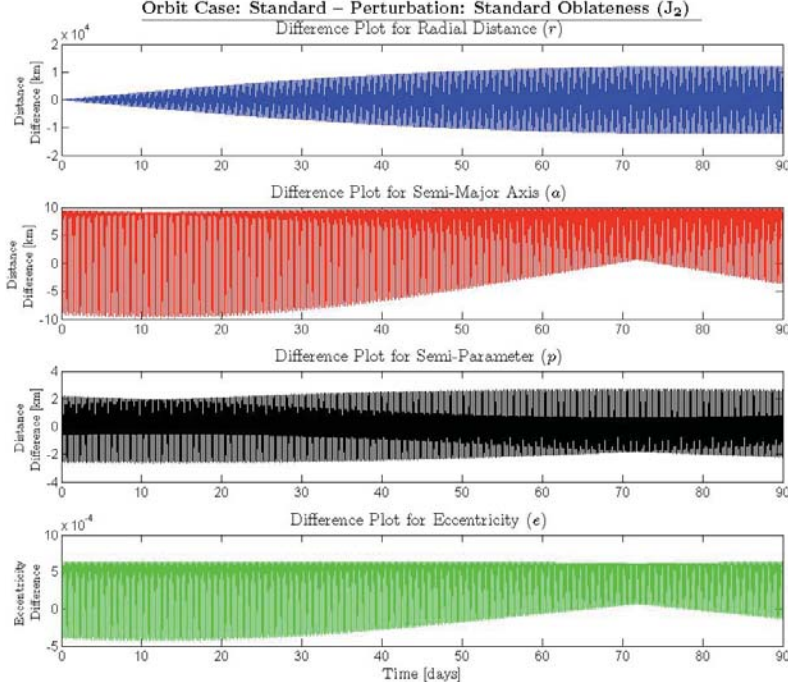 Orbit Case: Standard – Perturbation: Standard Oblateness (J₂)
Difference Plot for Radial Distance (r)
x 10⁴
Distance
Difference [km]
2
1
0
-1
-2
0 10 20 30 40 50 60 70 80 90
Difference Plot for Semi-Major Axis (a)
Distance
Difference [km]
10
5
0
-5
-10
0 10 20 30 40 50 60 70 80 90
Difference Plot for Semi-Parameter (p)
Distance
Difference [km]
4
2
0
-2
-4
0 10 20 30 40 50 60 70 80 90
Difference Plot for Eccentricity (e)
x 10⁻⁴
Eccentricity
Difference
10
5
0
-5
0 10 20 30 40 50 60 70 80 90
Time [days]